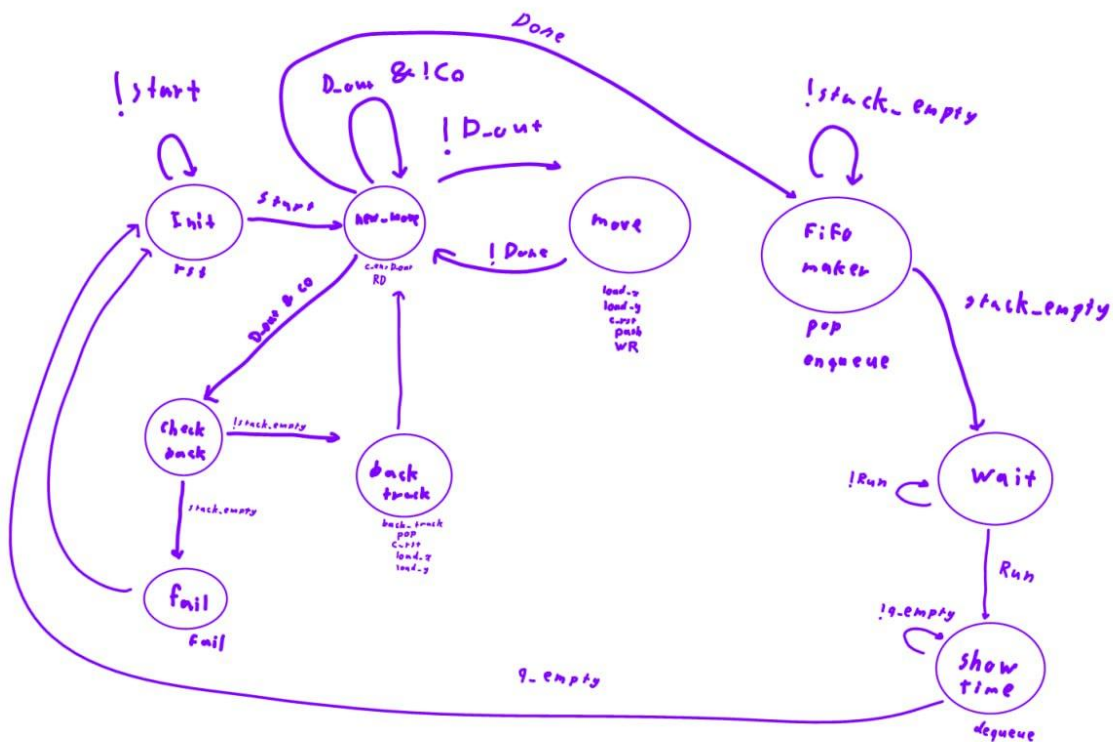 Done
D_out & !Co
!start
!D_out
!stack_empty
Init
start
new_move
move
FiFo
maker
rst
!Done
RD
D_out & co
load_x
load_y
c_rst
push
WR
pop
enqueue
stack_empty
check
back
!stack_empty
back
track
!Run
wait
stack_empty
back_track
pop
c_rst
load_x
load_y
Run
fail
fail
!q_empty
show
time
q_empty
dequeue